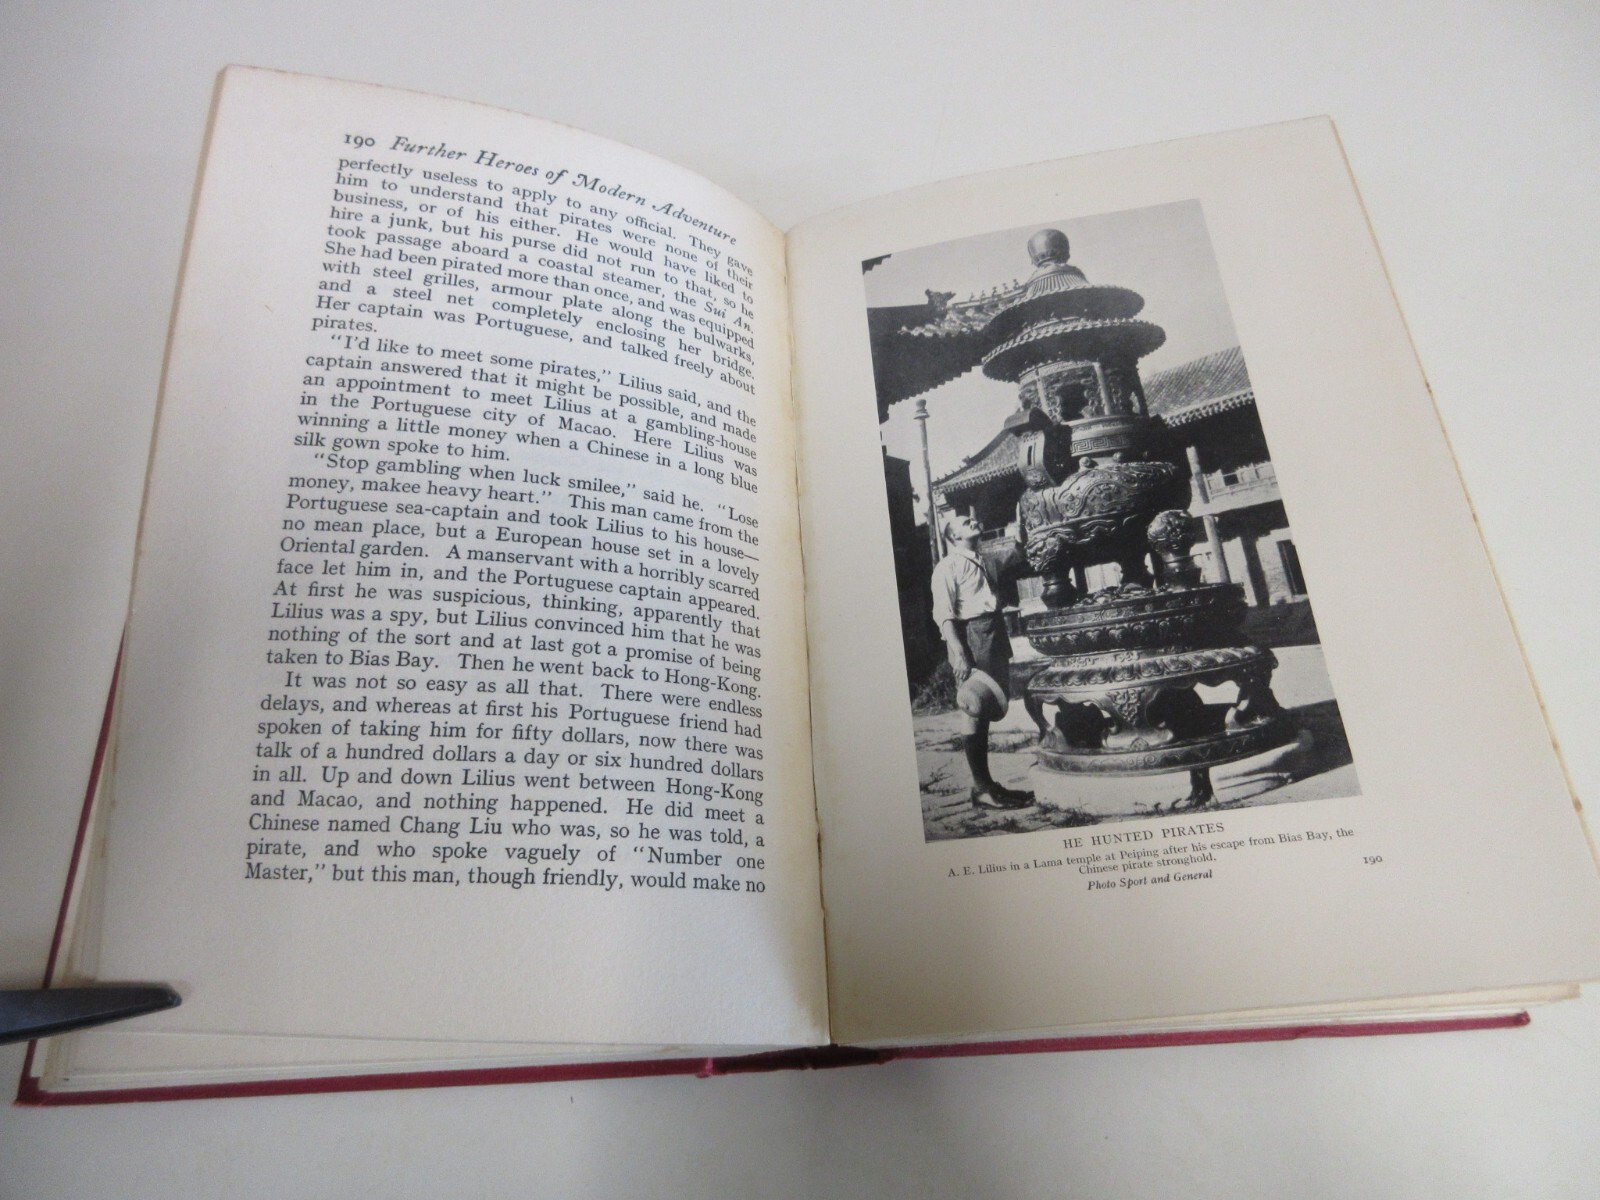 190 Further Heroes of Modern Adventure
perfectly useless to apply to any official. They gave
him to understand that pirates were none of their
business, or of his either. He would have liked to
hire a junk, but his purse did not run to that, so he
took passage aboard a coastal steamer, the Sui An.
She had been pirated more than once, and was equipped
with steel grilles, armour plate along the bulwarks,
and a steel net completely enclosing her bridge.
Her captain was Portuguese, and talked freely about
pirates.
"I'd like to meet some pirates," Lilius said, and the
captain answered that it might be possible, and made
an appointment to meet Lilius at a gambling-house
in the Portuguese city of Macao. Here Lilius was
winning a little money when a Chinese in a long blue
silk gown spoke to him.
"Stop gambling when luck smilee," said he. "Lose
money, makee heavy heart." This man came from the
Portuguese sea-captain and took Lilius to his house—
no mean place, but a European house set in a lovely
Oriental garden. A manservant with a horribly scarred
face let him in, and the Portuguese captain appeared.
At first he was suspicious, thinking, apparently that
Lilius was a spy, but Lilius convinced him that he was
nothing of the sort and at last got a promise of being
taken to Bias Bay. Then he went back to Hong-Kong.
It was not so easy as all that. There were endless
delays, and whereas at first his Portuguese friend had
spoken of taking him for fifty dollars, now there was
talk of a hundred dollars a day or six hundred dollars
in all. Up and down Lilius went between Hong-Kong
and Macao, and nothing happened. He did meet a
Chinese named Chang Liu who was, so he was told, a
pirate, and who spoke vaguely of "Number one
Master," but this man, though friendly, would make no
HE HUNTED PIRATES
A. E. Lilius in a Lama temple at Peiping after his escape from Bias Bay, the
Chinese pirate stronghold.
Photo Sport and General
190